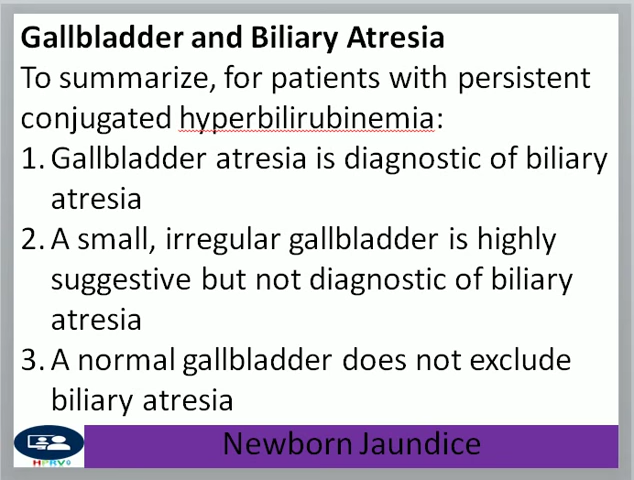 Gallbladder and Biliary Atresia
To summarize, for patients with persistent
conjugated hyperbilirubinemia:
1. Gallbladder atresia is diagnostic of biliary
atresia
2. A small, irregular gallbladder is highly
suggestive but not diagnostic of biliary
atresia
3. A normal gallbladder does not exclude
biliary atresia
HPRV
Newborn Jaundice